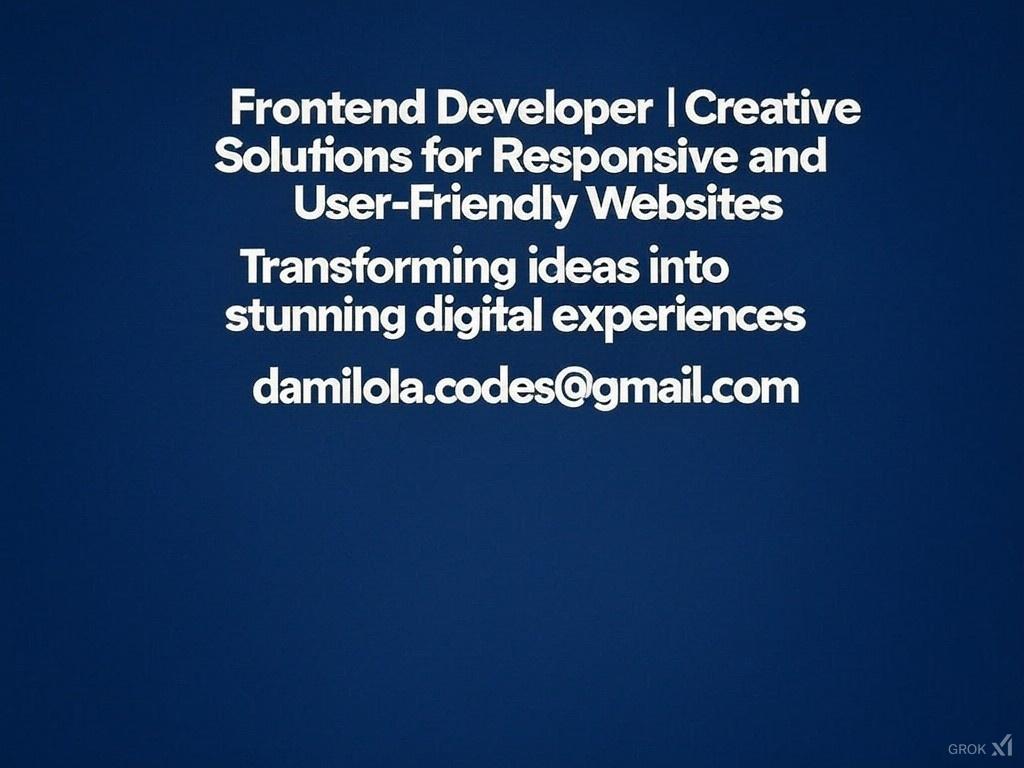 Frontend Developer | Creative
Solutions for Responsive and
User-Friendly Websites
Transforming ideas into
stunning digital experiences
damilola.codes@gmail.com
GROK